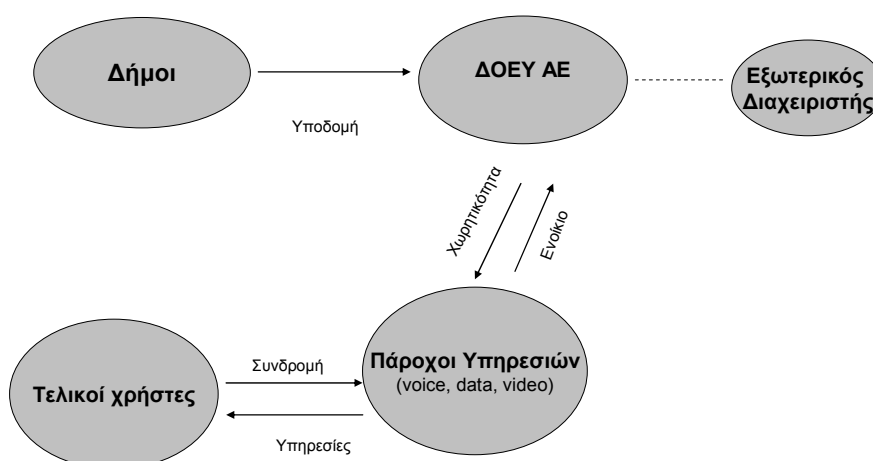 Δήμοι
ΔΟΕΥ ΑΕ
Εξωτερικός
Διαχειριστής
Υποδομή
Χωρητικότητα
Ενοίκιο
Τελικοί χρήστες
Συνδρομή
Υπηρεσίες
Πάροχοι Υπηρεσιών
(voice, data, video)